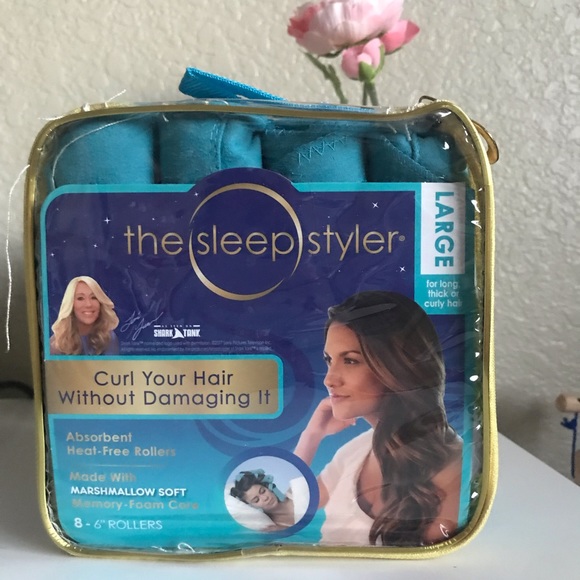 the sleep styler®
LARGE
for long,
thick or
curly hair
AS SEEN ON
SHARK TANK
Curl Your Hair
Without Damaging It
Absorbent
Heat-Free Rollers
Made With
MARSHMALLOW SOFT
Memory-Foam Core
8 - 6" ROLLERS